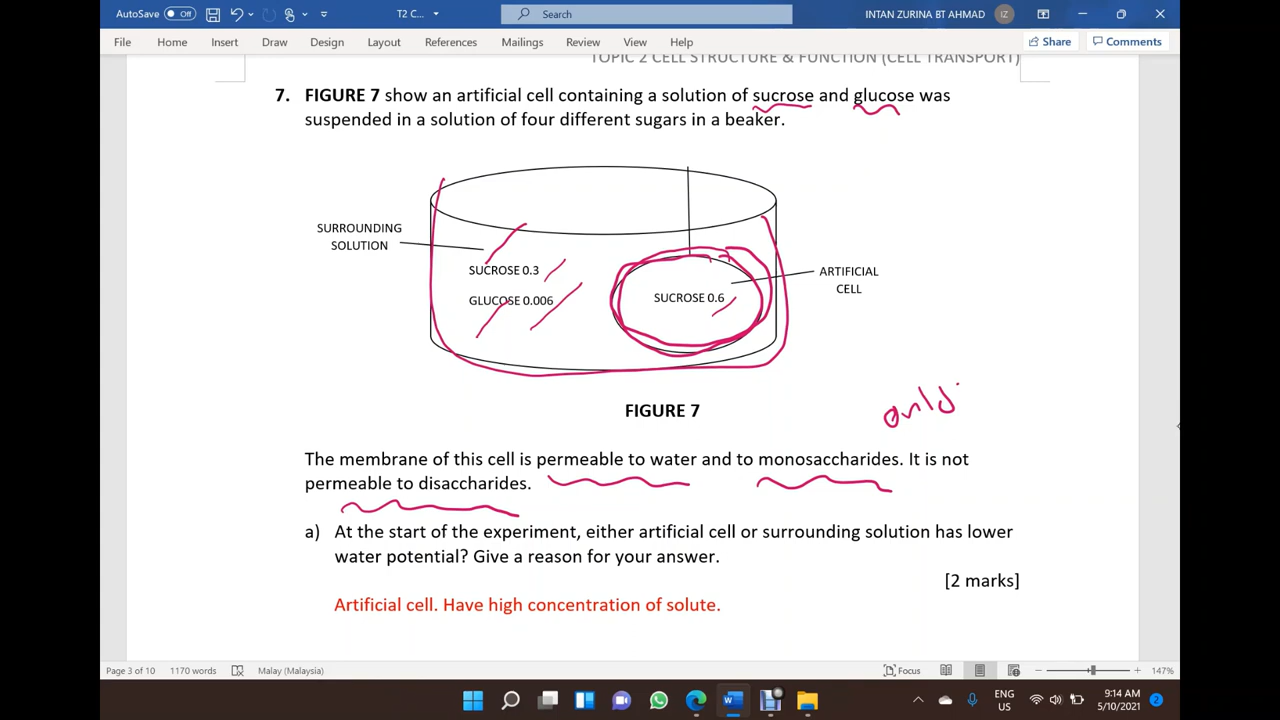 AutoSave Off T2 C... Search INTAN ZURINA BT AHMAD IZ
File Home Insert Draw Design Layout References Mailings Review View Help Share Comments
TOPIC 2 CELL STRUCTURE & FUNCTION (CELL TRANSPORT)
7. FIGURE 7 show an artificial cell containing a solution of sucrose and glucose was
suspended in a solution of four different sugars in a beaker.
SURROUNDING
SOLUTION
SUCROSE 0.3
GLUCOSE 0.006
SUCROSE 0.6
ARTIFICIAL
CELL
FIGURE 7
only
The membrane of this cell is permeable to water and to monosaccharides. It is not
permeable to disaccharides.
a) At the start of the experiment, either artificial cell or surrounding solution has lower
water potential? Give a reason for your answer.
[2 marks]
Artificial cell. Have high concentration of solute.
Page 3 of 10 1170 words Malay (Malaysia) Focus 147%
ENG
US
9:14 AM
5/10/2021
2